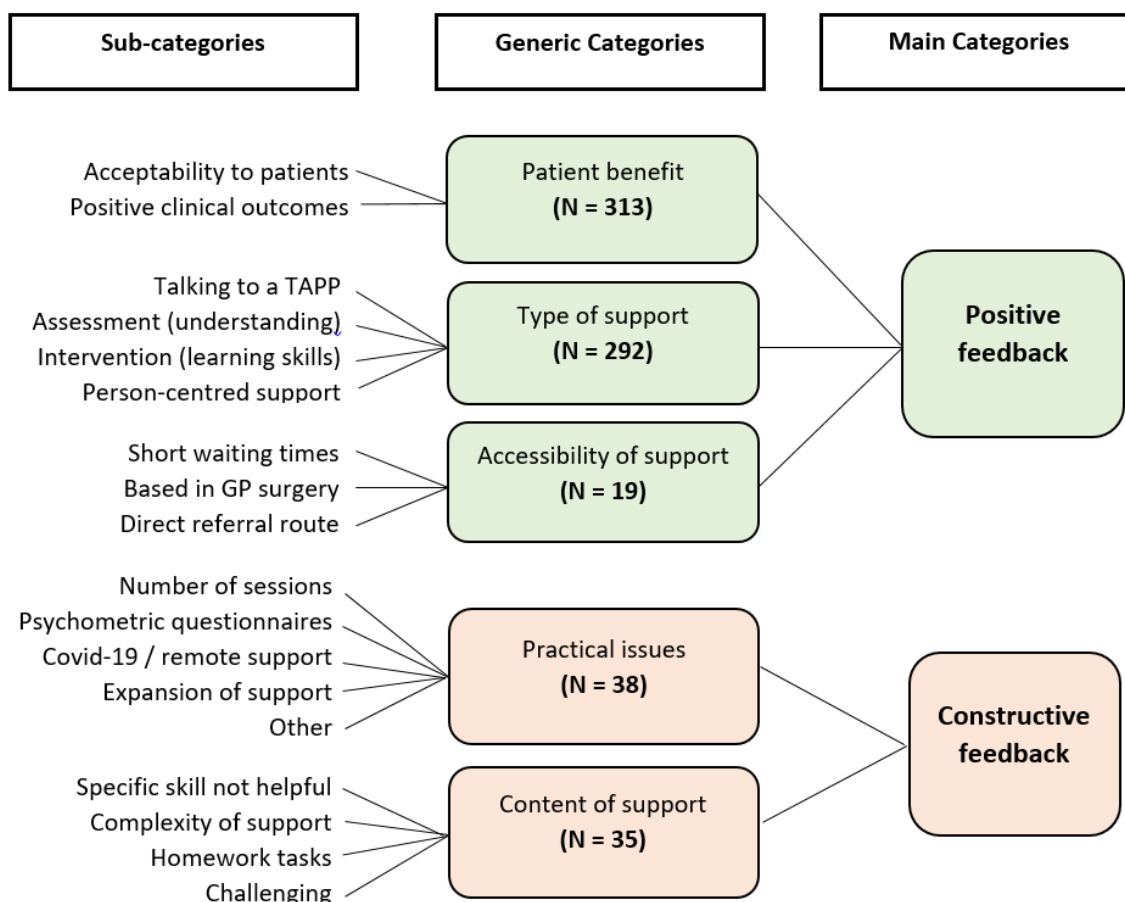 Sub-categories
Generic Categories
Main Categories
Acceptability to patients
Positive clinical outcomes
Patient benefit
(N = 313)
Talking to a TAPP
Assessment (understanding)
Intervention (learning skills)
Person-centred support
Type of support
(N = 292)
Short waiting times
Based in GP surgery
Direct referral route
Accessibility of support
(N = 19)
Positive
feedback
Number of sessions
Psychometric questionnaires
Covid-19 / remote support
Expansion of support
Other
Practical issues
(N = 38)
Specific skill not helpful
Complexity of support
Homework tasks
Challenging
Content of support
(N = 35)
Constructive
feedback